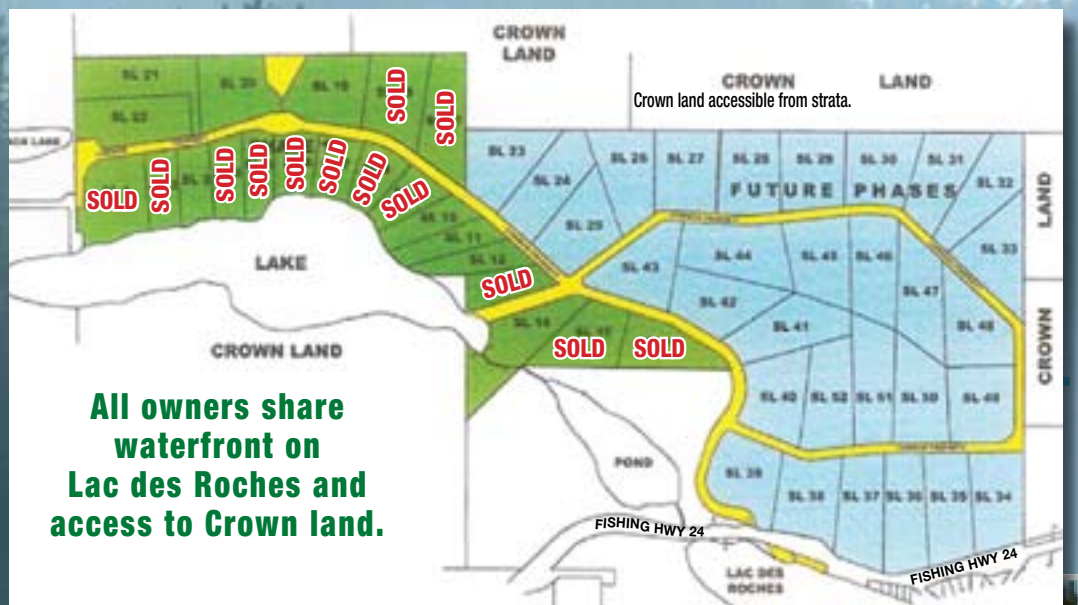 CROWN
LAND
CROWN LAND
Crown land accessible from strata.
SL 21
SL 20
SL 19
SOLD
SOLD
SL 22
SOLD
SOLD
SOLD
SOLD
SOLD
SOLD
SOLD
SOLD
SL 10
SL 11
SL 12
SOLD
SL 14
SOLD
SOLD
SL 23
SL 24
SL 25
SL 26
SL 27
SL 28
SL 29
SL 30
SL 31
SL 32
SL 33
FUTURE PHASES
SL 43
SL 44
SL 45
SL 46
SL 47
SL 48
SL 42
SL 41
SL 40
SL 52
SL 51
SL 50
SL 49
SL 39
SL 38
SL 37
SL 36
SL 35
SL 34
LAND
CROWN
LAKE
CROWN LAND
POND
FISHING HWY 24
LAC DES
ROCHES
FISHING HWY 24
All owners share
waterfront on
Lac des Roches and
access to Crown land.